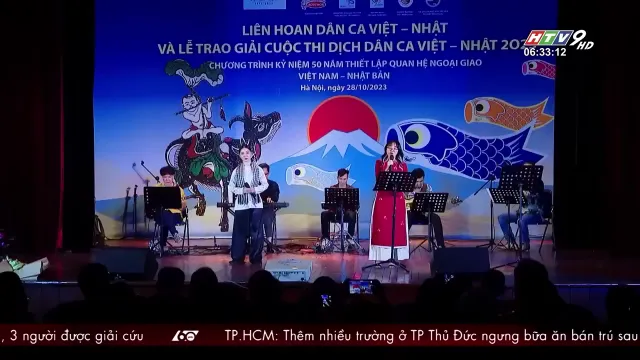 LIÊN HOAN DÂN CA VIỆT – NHẬT
VÀ LỄ TRAO GIẢI CUỘC THI DỊCH DÂN CA VIỆT – NHẬT 202
CHƯƠNG TRÌNH KỶ NIỆM 50 NĂM THIẾT LẬP QUAN HỆ NGOẠI GIAO
VIỆT NAM – NHẬT BẢN
Hà Nội, ngày 28/10/2023
HTV9 HD
06:33:12
, 3 người được giải cứu
60
TP.HCM: Thêm nhiều trường ở TP Thủ Đức ngưng bữa ăn bán trú sau